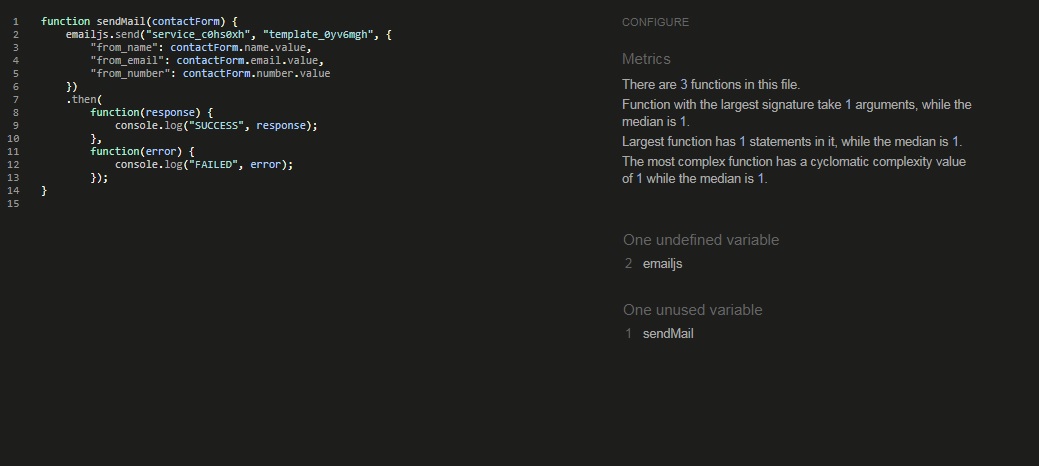 1 function sendMail(contactForm) {
2 emailjs.send("service_c0hs0xh", "template_0yv6mgh", {
3 "from_name": contactForm.name.value,
4 "from_email": contactForm.email.value,
5 "from_number": contactForm.number.value
6 })
7 .then(
8 function(response) {
9 console.log("SUCCESS", response);
10 },
11 function(error) {
12 console.log("FAILED", error);
13 });
14 }
15
CONFIGURE
Metrics
There are 3 functions in this file.
Function with the largest signature take 1 arguments, while the
median is 1.
Largest function has 1 statements in it, while the median is 1.
The most complex function has a cyclomatic complexity value
of 1 while the median is 1.
One undefined variable
2 emailjs
One unused variable
1 sendMail